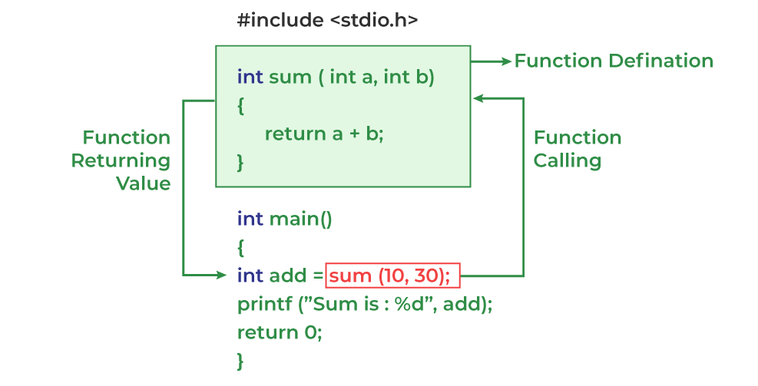 #include <stdio.h>
int sum ( int a, int b)
{
return a + b;
}
Function Defination
Function
Returning
Value
Function
Calling
int main()
{
int add = sum (10, 30);
printf (”Sum is : %d”, add);
return 0;
}